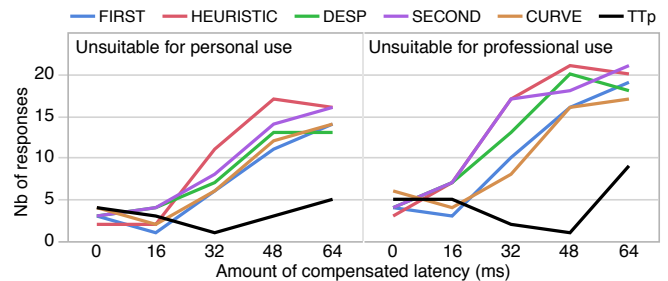 FIRST HEURISTIC DESP SECOND CURVE TTp
Unsuitable for personal use Unsuitable for professional use
Nb of responses
20
15
10
5
0
0 16 32 48 64 0 16 32 48 64
Amount of compensated latency (ms)